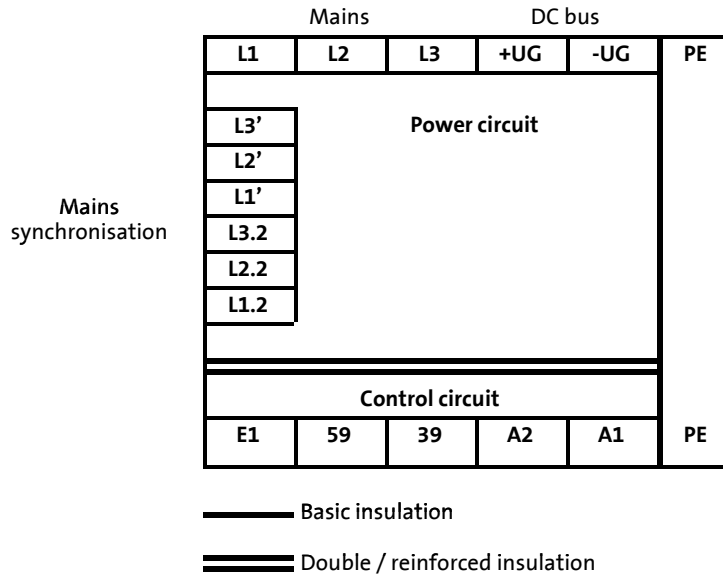 Mains DC bus
L1 L2 L3 +UG -UG PE
Power circuit
L3’
L2’
L1’
Mains
synchronisation
L3.2
L2.2
L1.2
Control circuit
E1 59 39 A2 A1 PE
Basic insulation
Double / reinforced insulation